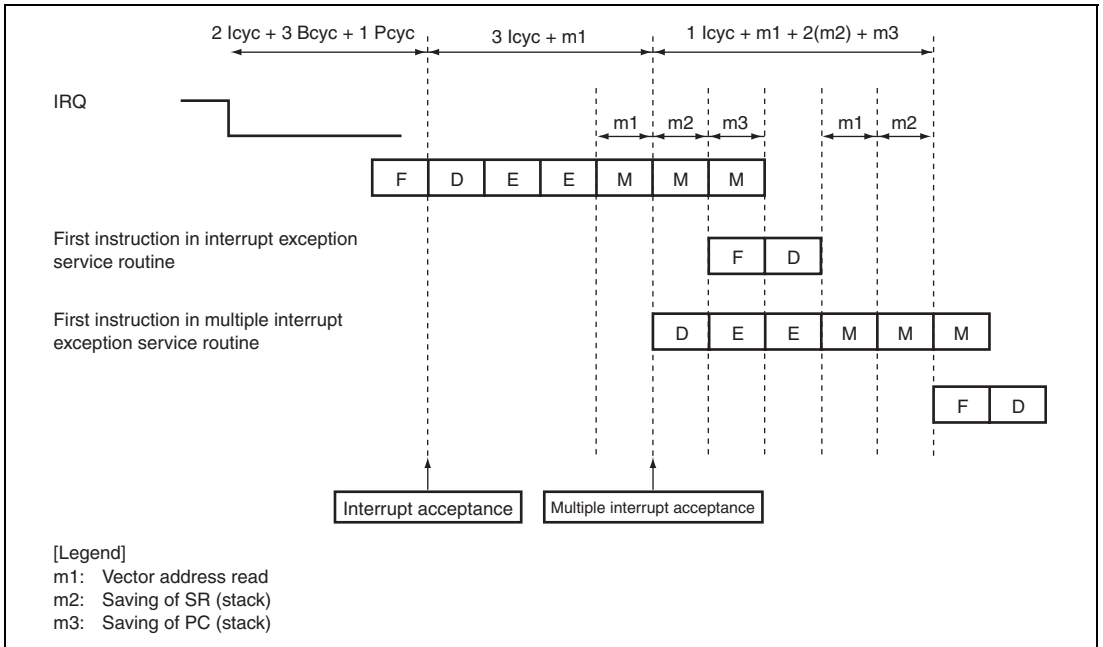 2 Icyc + 3 Bcyc + 1 Pcyc 3 Icyc + m1 1 Icyc + m1 + 2(m2) + m3
IRQ
m1 m2 m3 m1 m2
F D E E M M M
First instruction in interrupt exception
service routine
F D
First instruction in multiple interrupt
exception service routine
D E E M M M
F D
Interrupt acceptance Multiple interrupt acceptance
[Legend]
m1: Vector address read
m2: Saving of SR (stack)
m3: Saving of PC (stack)